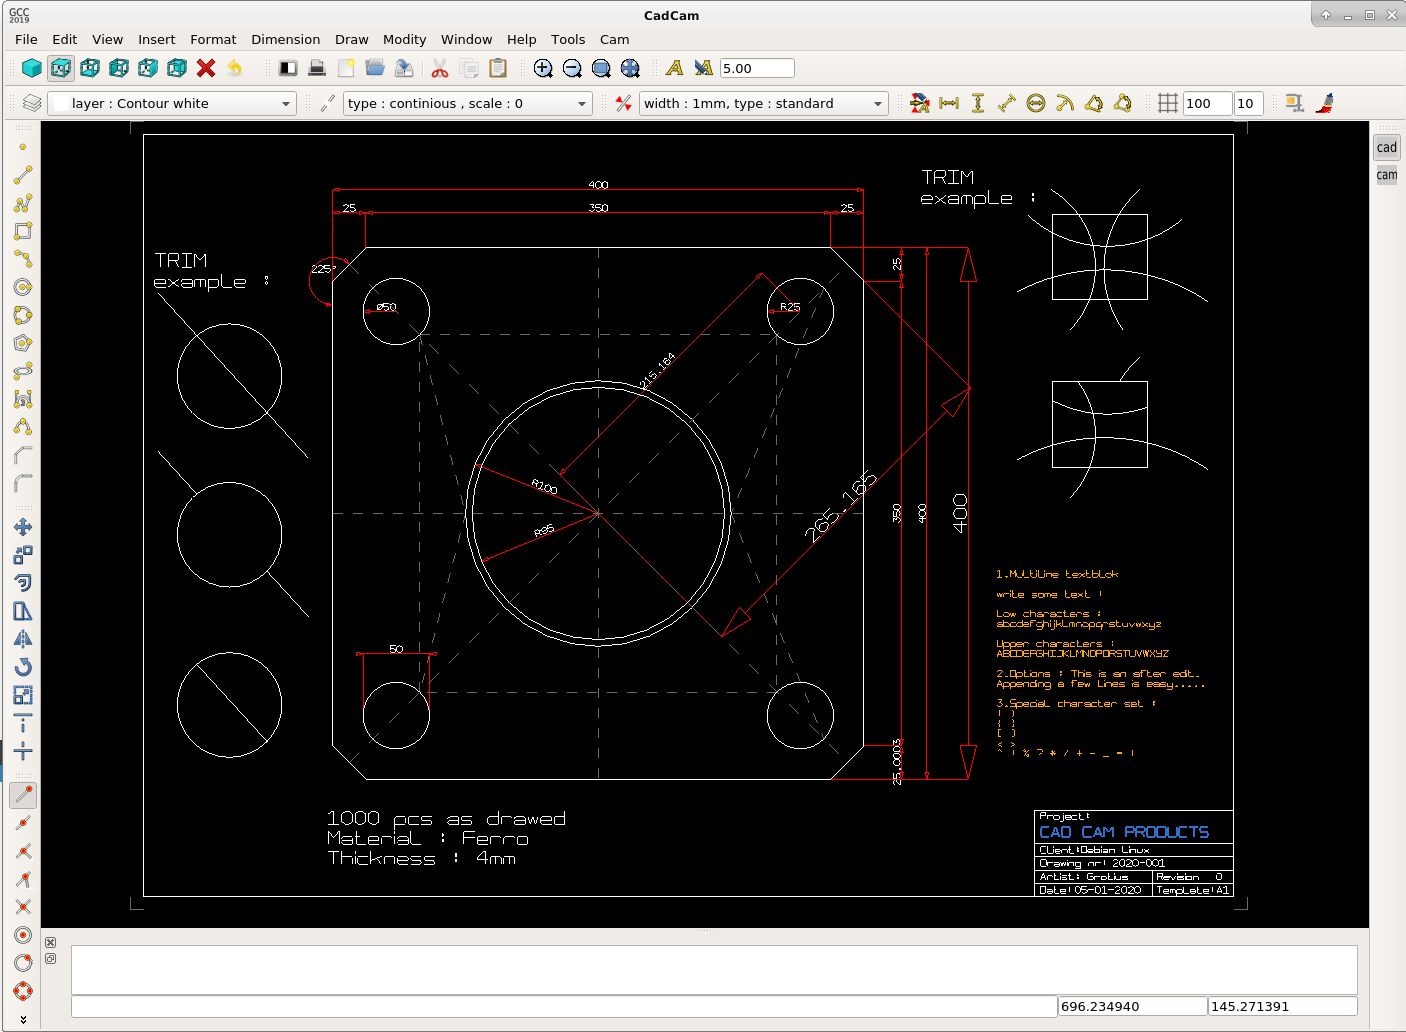 GCC
2019
CadCam
File Edit View Insert Format Dimension Draw Modify Window Help Tools Cam
5.00
layer : Contour white
type : continious , scale : 0
width : 1mm, type : standard
100
10
cad
cam
TRIM
example :
TRIM
example :
400
25
350
25
225°
Ø50
R25
25
215.164
R100
R95
265.165
350
400
400
50
25.0003
1.Multiline textblok
write some text !
Low characters :
abcdefghijklmnopqrstuvwxyz
Upper characters :
ABCDEFGHIJKLMNOPQRSTUVWXYZ
2.Options : This is an after edit.
Appending a few lines is easy.....
3.Special character set :
( )
{ }
[ ]
< >
^ ! % ? * / + - _ = |
1000 pcs as drawed
Material : Ferro
Thickness : 4mm
Project:
CAD CAM PRODUCTS
Client:Debian Linux
Drawing nr: 2020-001
Artist: Grotius
Revision 0
Date:05-01-2020
Template:A1
696.234940
145.271391